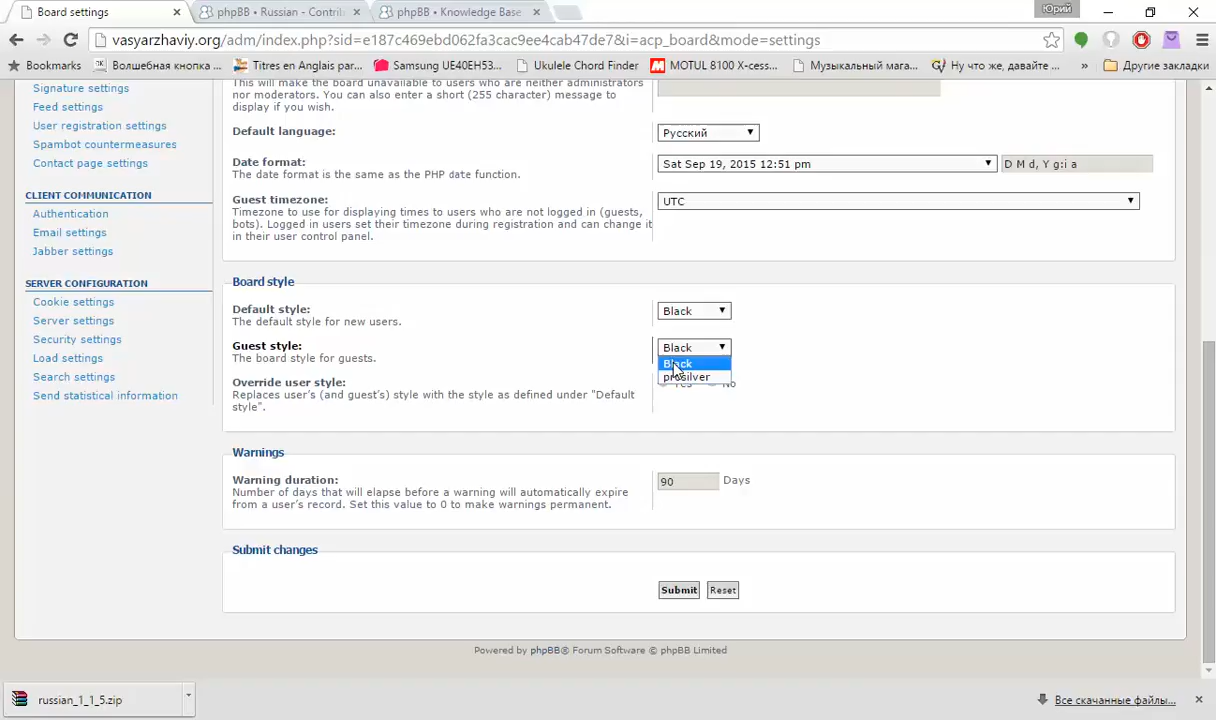 Board settings
phpBB • Russian - Contrib
phpBB • Knowledge Base
Юрий
vasyarzhaviy.org/adm/index.php?sid=e187c469ebd062fa3cac9ee4cab47de7&i=acp_board&mode=settings
Bookmarks
Волшебная кнопка ...
Titres en Anglais par...
Samsung UE40EH53...
Ukulele Chord Finder
MOTUL 8100 X-cess...
Музыкальный мага...
Ну что же, давайте ...
»
Другие закладки
Signature settings
Feed settings
User registration settings
Spambot countermeasures
Contact page settings
CLIENT COMMUNICATION
Authentication
Email settings
Jabber settings
SERVER CONFIGURATION
Cookie settings
Server settings
Security settings
Load settings
Search settings
Send statistical information
This will make the board unavailable to users who are neither administrators
nor moderators. You can also enter a short (255 character) message to
display if you wish.
Default language:
Русский
Date format:
The date format is the same as the PHP date function.
Sat Sep 19, 2015 12:51 pm
D M d, Y g:i a
Guest timezone:
Timezone to use for displaying times to users who are not logged in (guests,
bots). Logged in users set their timezone during registration and can change it
in their user control panel.
UTC
Board style
Default style:
The default style for new users.
Black
Guest style:
The board style for guests.
Black
Black
prosilver
Override user style:
Replaces user's (and guest's) style with the style as defined under "Default
style".
Yes No
Warnings
Warning duration:
Number of days that will elapse before a warning will automatically expire
from a user's record. Set this value to 0 to make warnings permanent.
90 Days
Submit changes
Submit Reset
Powered by phpBB® Forum Software © phpBB Limited
russian_1_1_5.zip
Все скачанные файлы...